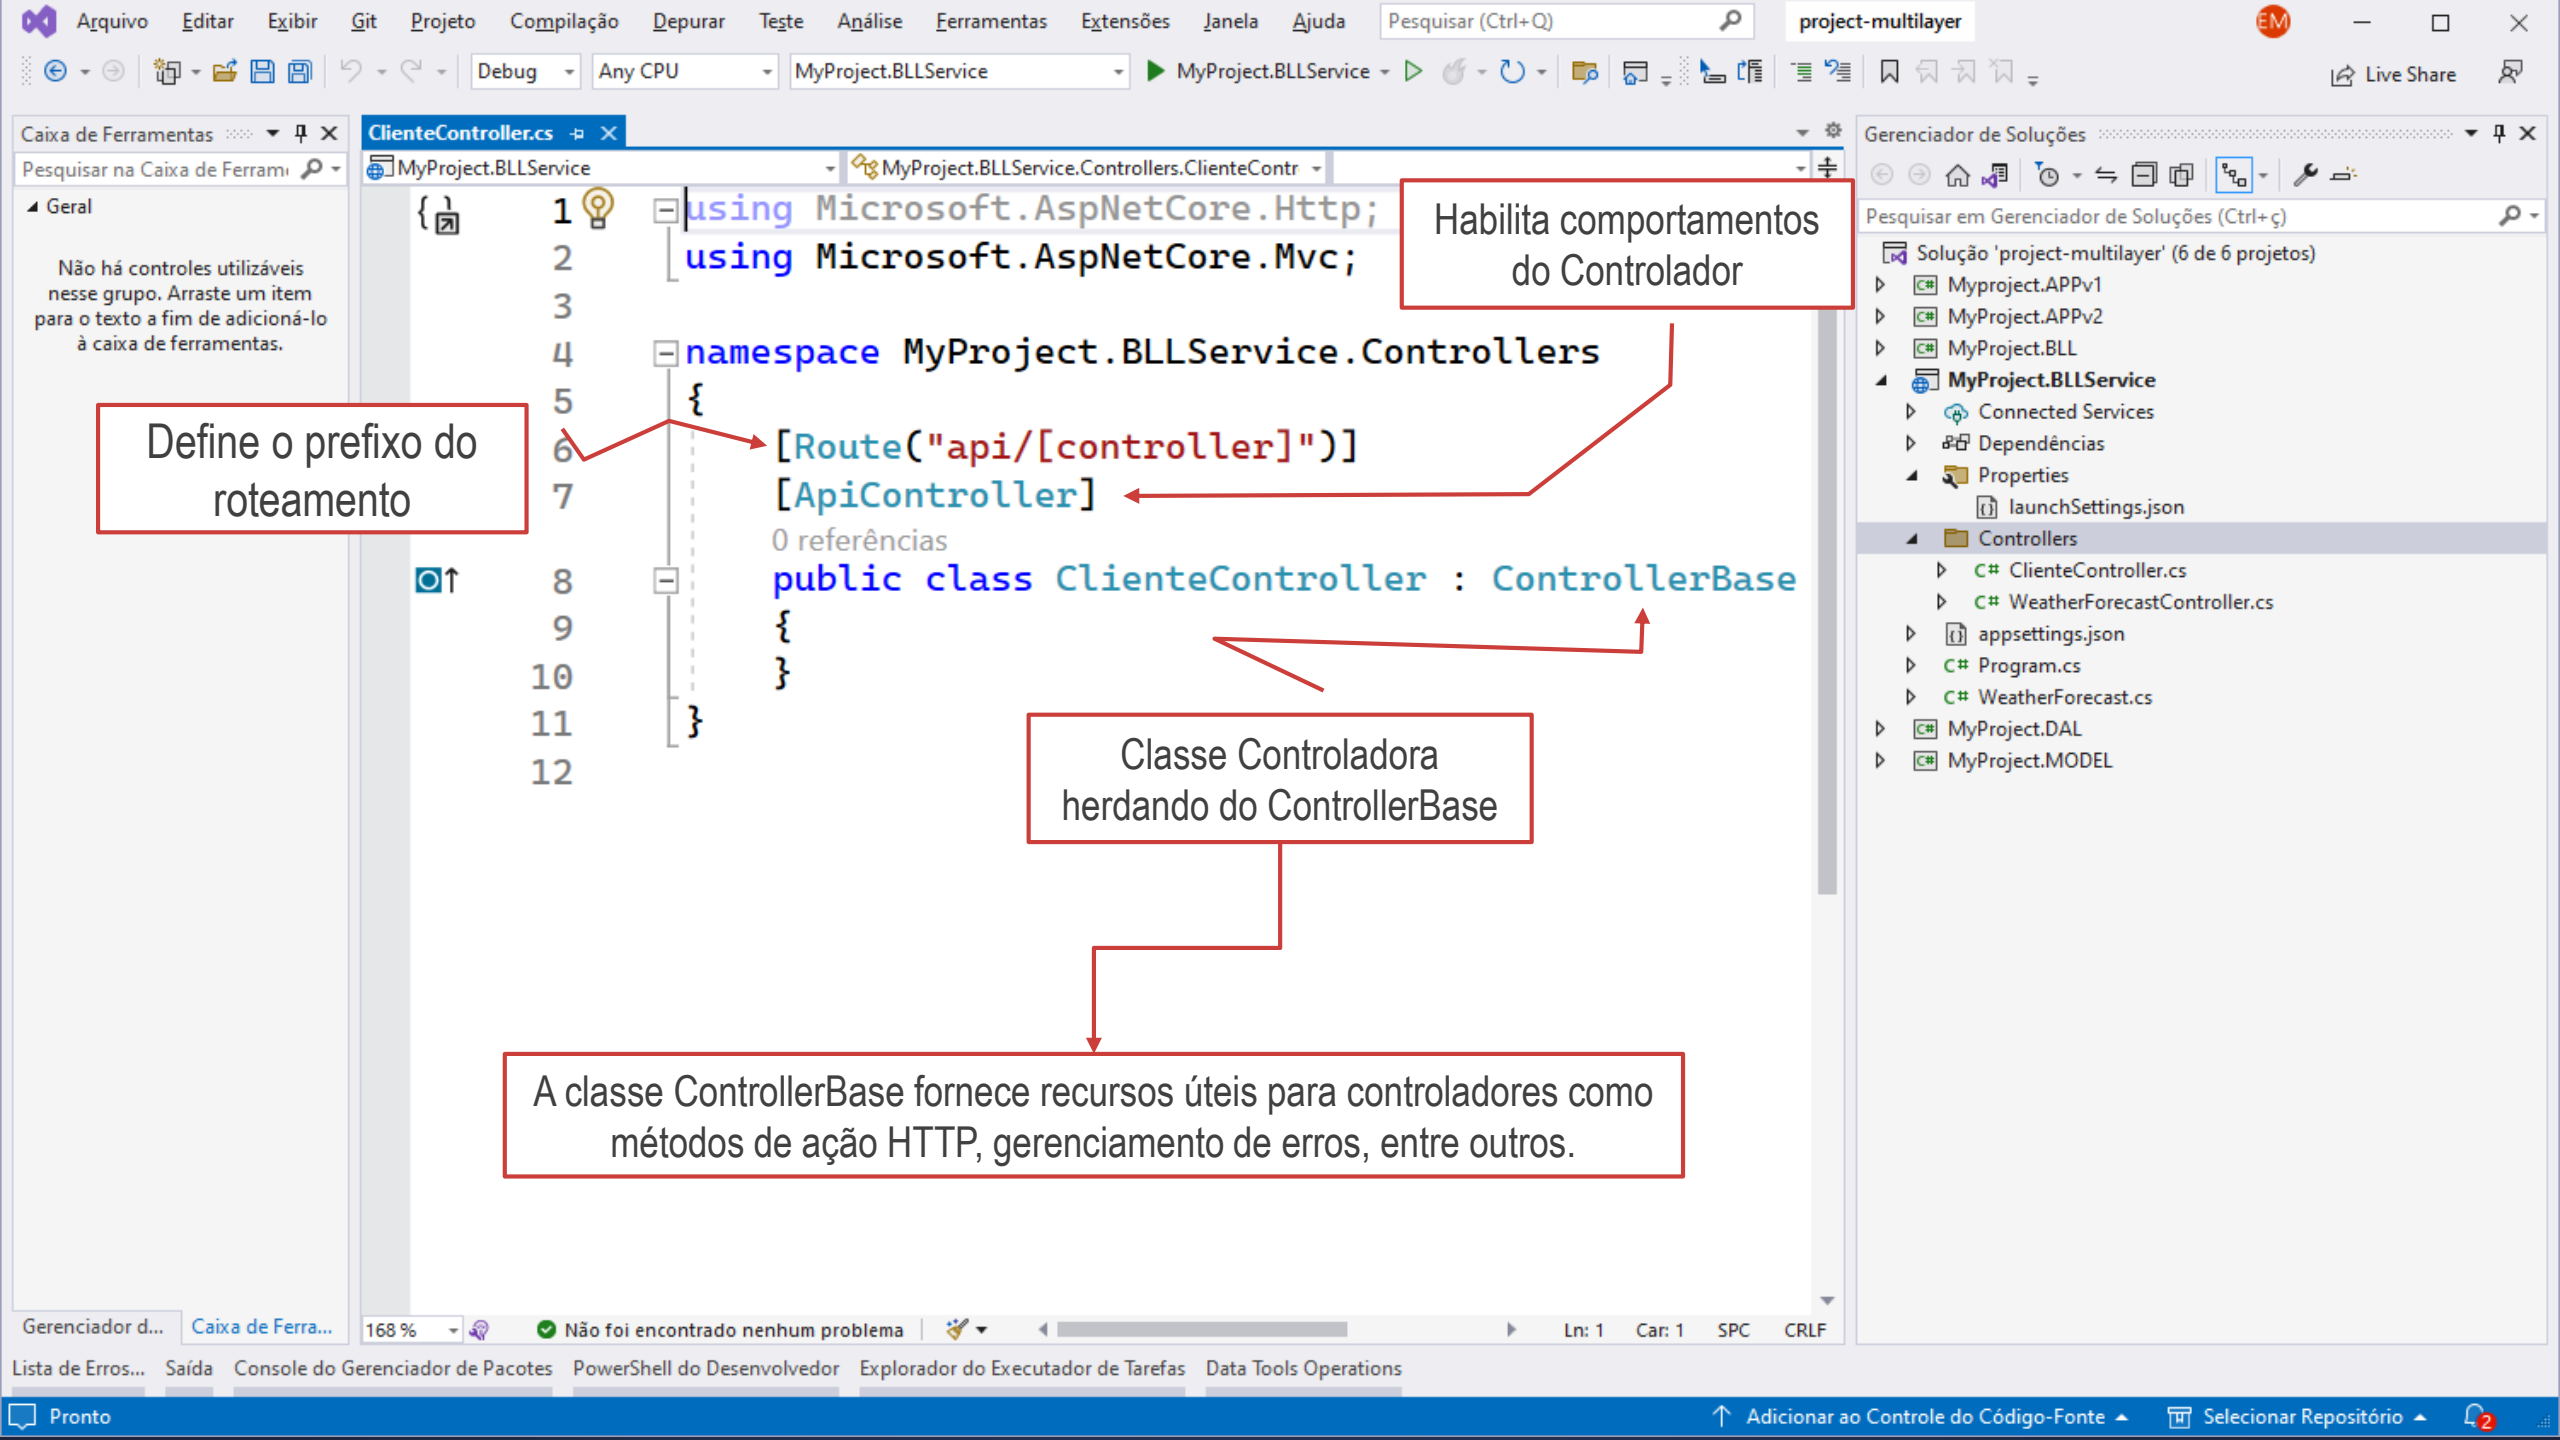 Arquivo Editar Exibir Git Projeto Compilação Depurar Teste Análise Ferramentas Extensões Janela Ajuda Pesquisar (Ctrl+Q) project-multilayer EM
Debug Any CPU MyProject.BLLService MyProject.BLLService Live Share
Caixa de Ferramentas
Pesquisar na Caixa de Ferram
Geral
Não há controles utilizáveis
nesse grupo. Arraste um item
para o texto a fim de adicioná-lo
à caixa de ferramentas.
ClienteController.cs
MyProject.BLLService MyProject.BLLService.Controllers.ClienteContr
1 using Microsoft.AspNetCore.Http;
2 using Microsoft.AspNetCore.Mvc;
3
4 namespace MyProject.BLLService.Controllers
5 {
6 [Route("api/[controller]")]
7 [ApiController]
0 referências
8 public class ClienteController : ControllerBase
9 {
10 }
11 }
12
Habilita comportamentos
do Controlador
Define o prefixo do
roteamento
Classe Controladora
herdando do ControllerBase
A classe ControllerBase fornece recursos úteis para controladores como
métodos de ação HTTP, gerenciamento de erros, entre outros.
Gerenciador de Soluções
Pesquisar em Gerenciador de Soluções (Ctrl+ç)
Solução 'project-multilayer' (6 de 6 projetos)
C# Myproject.APPv1
C# MyProject.APPv2
C# MyProject.BLL
MyProject.BLLService
Connected Services
Dependências
Properties
launchSettings.json
Controllers
C# ClienteController.cs
C# WeatherForecastController.cs
appsettings.json
C# Program.cs
C# WeatherForecast.cs
C# MyProject.DAL
C# MyProject.MODEL
Gerenciador d... Caixa de Ferra...
168 % Não foi encontrado nenhum problema Ln: 1 Car: 1 SPC CRLF
Lista de Erros... Saída Console do Gerenciador de Pacotes PowerShell do Desenvolvedor Explorador do Executador de Tarefas Data Tools Operations
Pronto Adicionar ao Controle do Código-Fonte Selecionar Repositório 2